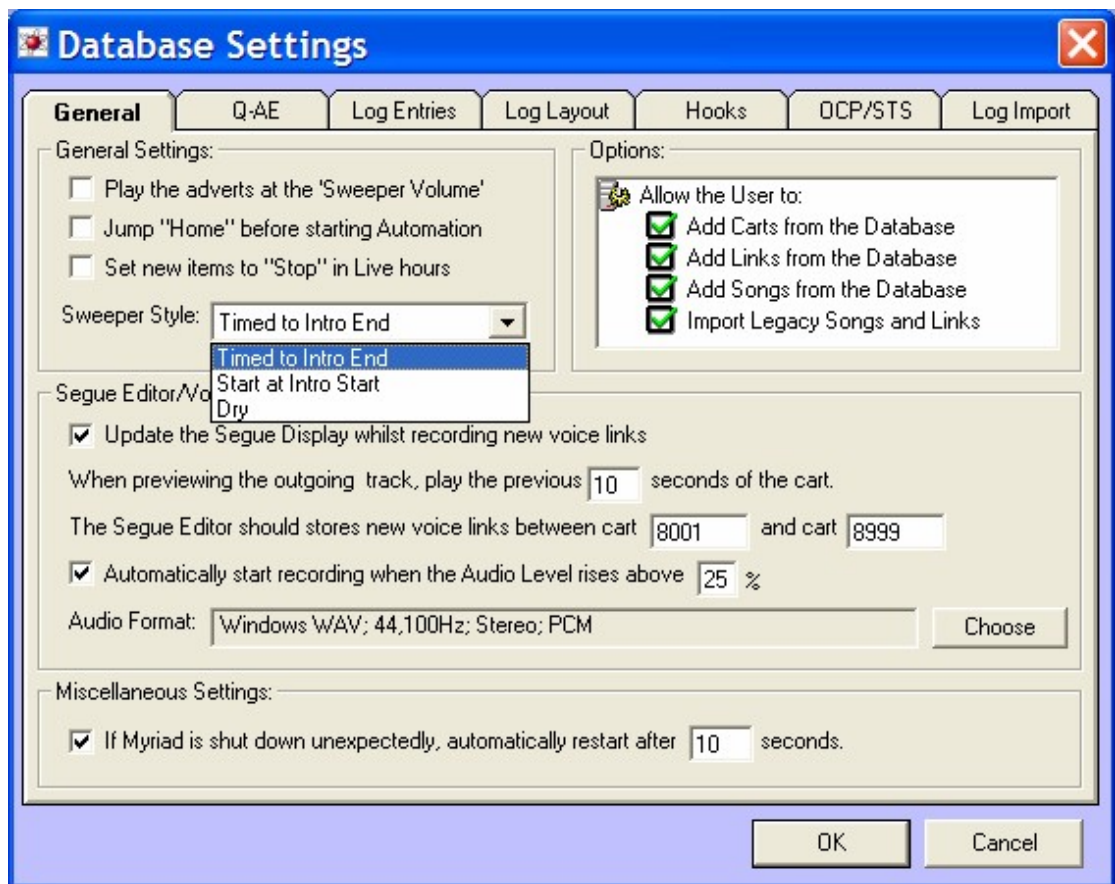 Database Settings
General Q-AE Log Entries Log Layout Hooks OCP/STS Log Import
General Settings:
Play the adverts at the 'Sweeper Volume'
Jump "Home" before starting Automation
Set new items to "Stop" in Live hours
Sweeper Style: Timed to Intro End
Timed to Intro End
Start at Intro Start
Dry
Options:
Allow the User to:
Add Carts from the Database
Add Links from the Database
Add Songs from the Database
Import Legacy Songs and Links
Segue Editor/Vo
Update the Segue Display whilst recording new voice links
When previewing the outgoing track, play the previous 10 seconds of the cart.
The Segue Editor should stores new voice links between cart 8001 and cart 8999
Automatically start recording when the Audio Level rises above 25 %
Audio Format: Windows WAV; 44,100Hz; Stereo; PCM Choose
Miscellaneous Settings:
If Myriad is shut down unexpectedly, automatically restart after 10 seconds.
OK Cancel